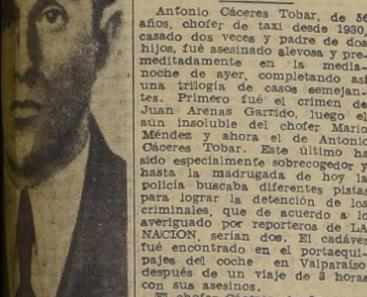 Antonio Cáceres Tobar, de 56
años, chofer de taxi desde 1930,
casado dos veces y padre de dos
hijos, fué asesinado alevosa y pre-
meditadamente en la media-
noche de ayer, completando así
una trilogía de casos semejan-
tes. Primero fué el crimen de
Juan Arenas Garrido, luego el
aún insoluble del chofer Mario
Méndez y ahora el de Antonio
Cáceres Tobar. Este último ha
sido especialmente sobrecogedor y
hasta la madrugada de hoy la
policía buscaba diferentes pistas
para lograr la detención de los
criminales, que de acuerdo a lo
averiguado por reporteros de LA
NACION, serían dos. El cadáver
fué encontrado en el portaequi-
pajes del coche en Valparaíso
después de un viaje de 3 horas
con sus asesinos.
El chofer